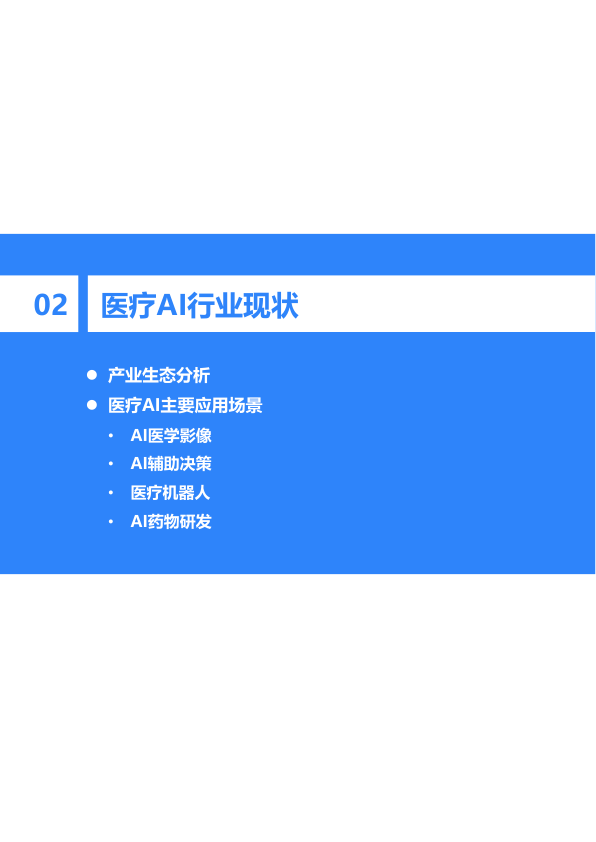 02 医疗AI行业现状
● 产业生态分析
● 医疗AI主要应用场景
• AI医学影像
• AI辅助决策
• 医疗机器人
• AI药物研发